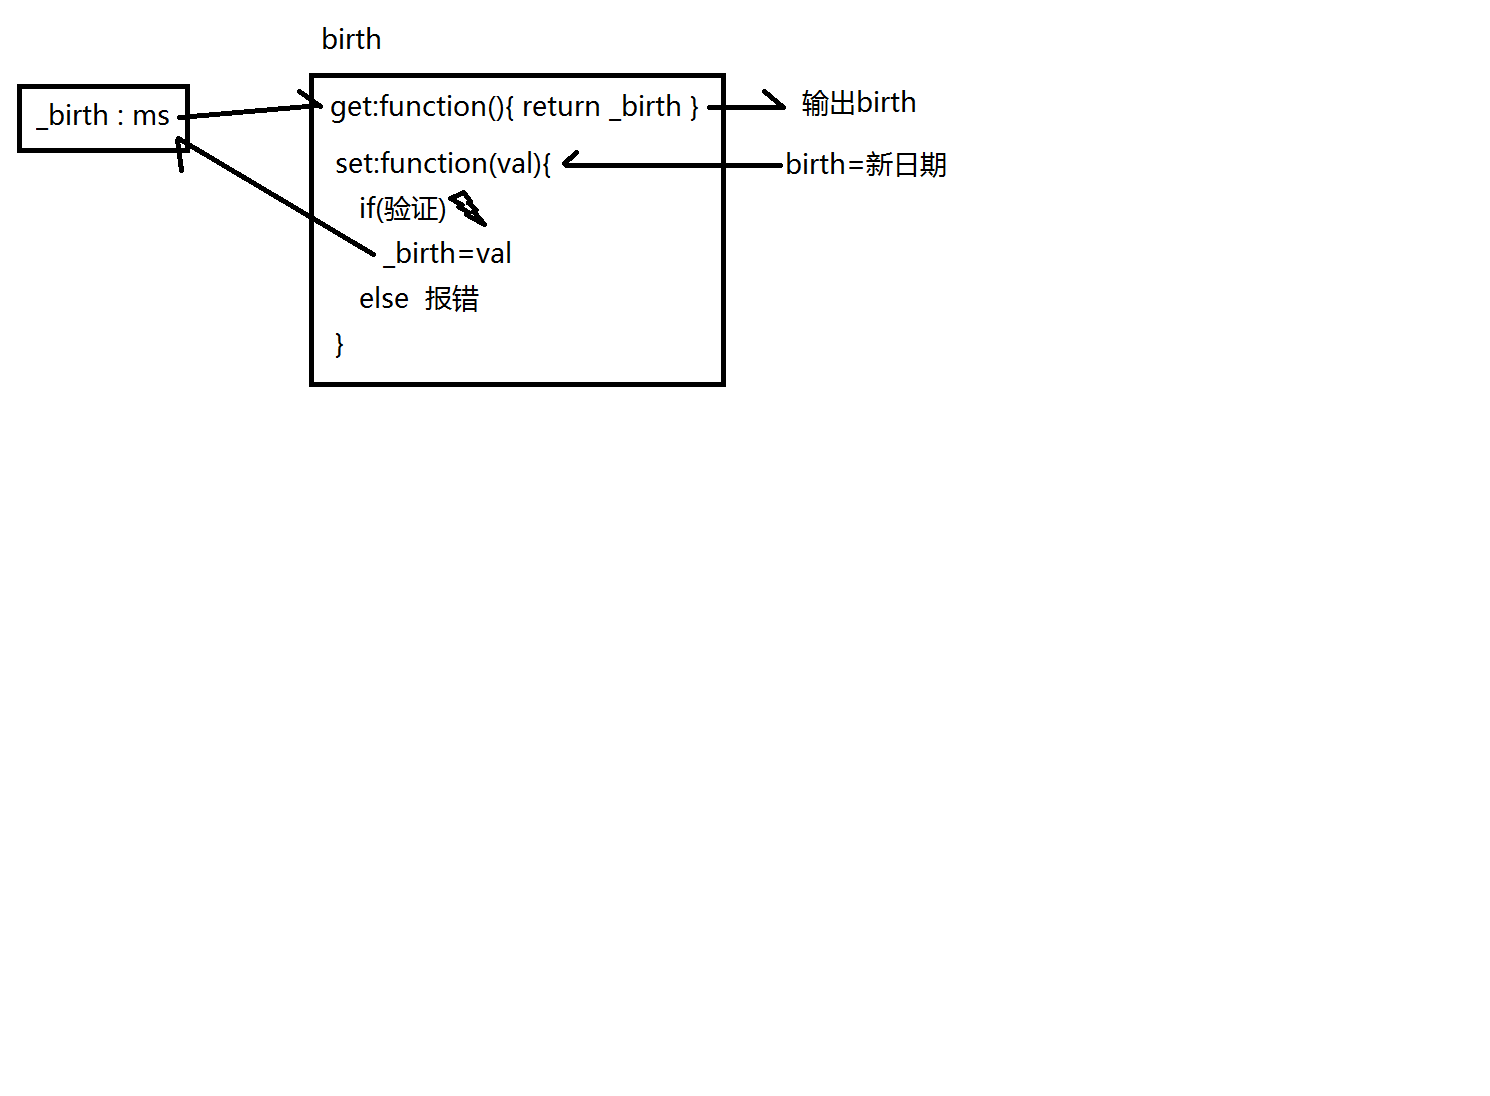 birth
_birth : ms
get:function(){ return _birth }
输出birth
set:function(val){
birth=新日期
if(验证)
_birth=val
else 报错
}